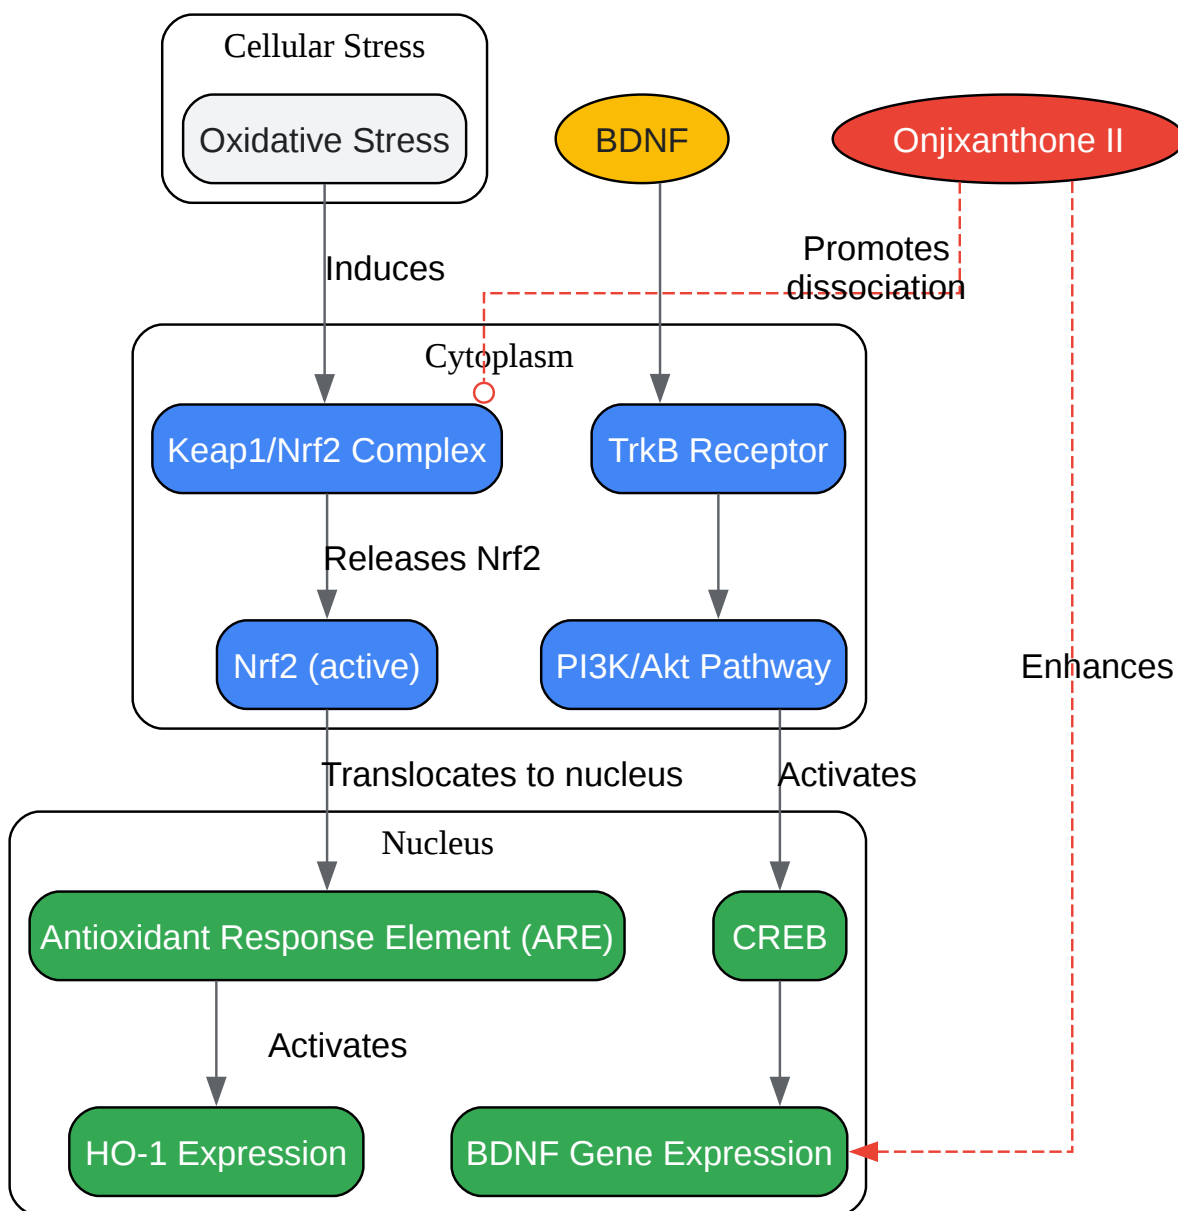 Cellular Stress
Oxidative Stress
BDNF
Onjixanthone II
Induces
Promotes
dissociation
Cytoplasm
Keap1/Nrf2 Complex
TrkB Receptor
Releases Nrf2
Nrf2 (active)
PI3K/Akt Pathway
Enhances
Translocates to nucleus
Activates
Nucleus
Antioxidant Response Element (ARE)
CREB
Activates
HO-1 Expression
BDNF Gene Expression